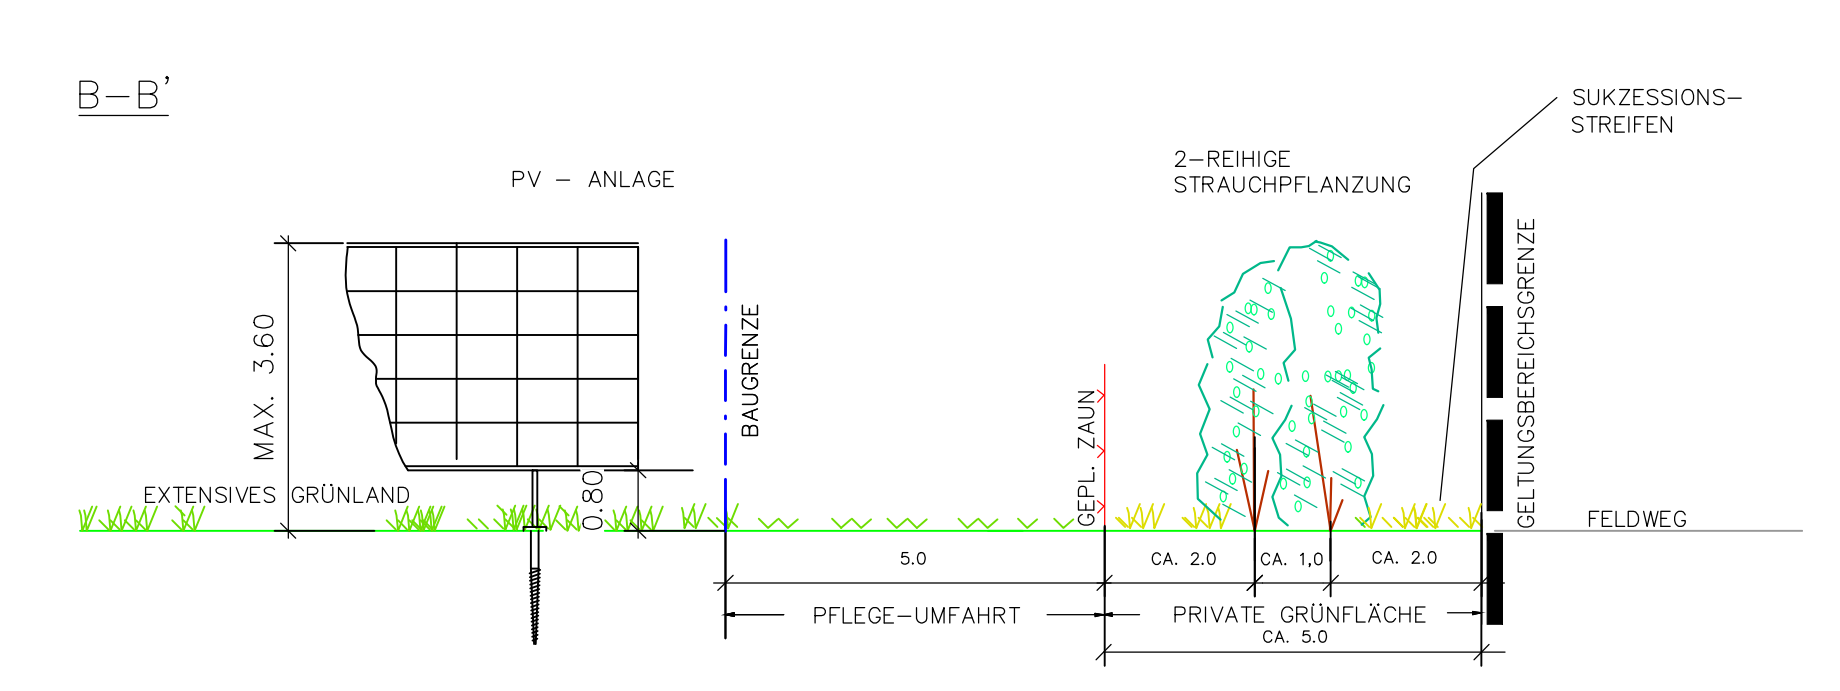 B-B'
SUKZESSIONS-
STREIFEN
2-REIHIGE
STRAUCHPFLANZUNG
PV - ANLAGE
MAX. 3.60
BAUGRENZE
GEPL. ZAUN
GELTUNGSBEREICHSGRENZE
EXTENSIVES GRÜNLAND
0.80
FELDWEG
5.0
CA. 2.0
CA. 1,0
CA. 2.0
PFLEGE-UMFAHRT
PRIVATE GRÜNFLÄCHE
CA. 5.0